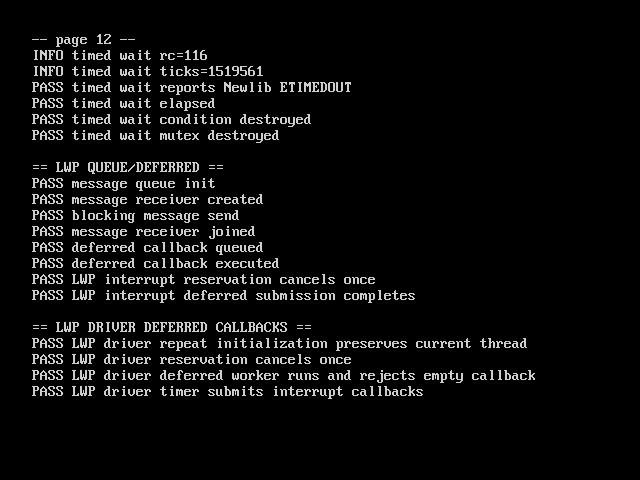 -- page 12 --
INFO timed wait rc=116
INFO timed wait ticks=1519561
PASS timed wait reports Newlib ETIMEDOUT
PASS timed wait elapsed
PASS timed wait condition destroyed
PASS timed wait mutex destroyed
== LWP QUEUE/DEFERRED ==
PASS message queue init
PASS message receiver created
PASS blocking message send
PASS message receiver joined
PASS deferred callback queued
PASS deferred callback executed
PASS LWP interrupt reservation cancels once
PASS LWP interrupt deferred submission completes
== LWP DRIVER DEFERRED CALLBACKS ==
PASS LWP driver repeat initialization preserves current thread
PASS LWP driver reservation cancels once
PASS LWP driver deferred worker runs and rejects empty callback
PASS LWP driver timer submits interrupt callbacks